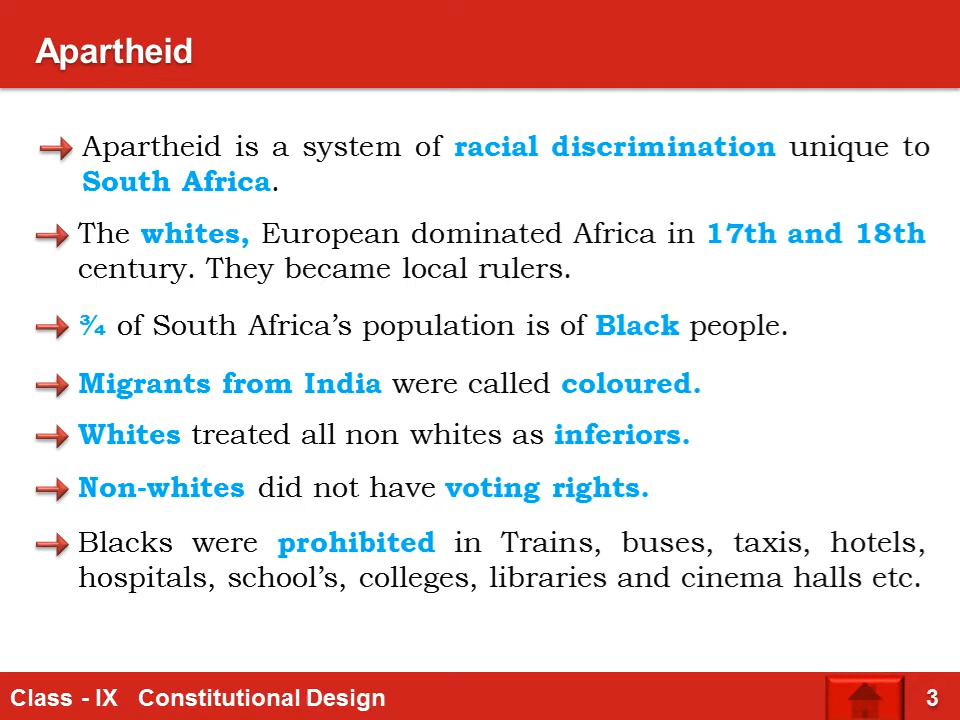 Apartheid
Apartheid is a system of racial discrimination unique to
South Africa.
The whites, European dominated Africa in 17th and 18th
century. They became local rulers.
¾ of South Africa’s population is of Black people.
Migrants from India were called coloured.
Whites treated all non whites as inferiors.
Non-whites did not have voting rights.
Blacks were prohibited in Trains, buses, taxis, hotels,
hospitals, school’s, colleges, libraries and cinema halls etc.
Class - IX Constitutional Design 3